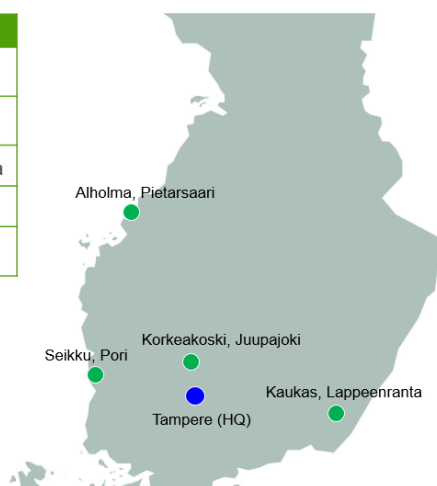 a
Alholma, Pietarsaari
Korkeakoski, Juupajoki
Seikku, Pori
Kaukas, Lappeenranta
Tampere (HQ)